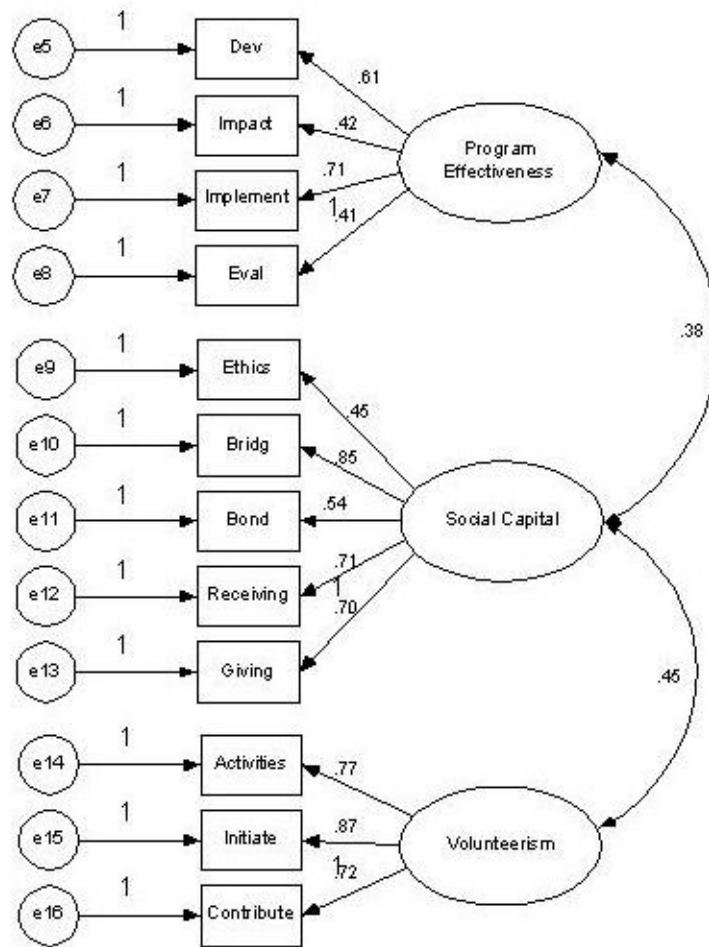 1
e5
Dev
.61
1
e6
Impact
.42
Program
Effectiveness
1
e7
Implement
.71
1
.41
1
e8
Eval
.38
1
e9
Ethics
.45
1
e10
Bridg
.85
1
e11
Bond
.54
Social Capital
1
e12
Receiving
.71
1
.70
1
e13
Giving
.45
1
e14
Activities
.77
1
e15
Initiate
.87
Volunteerism
1
.72
1
e16
Contribute